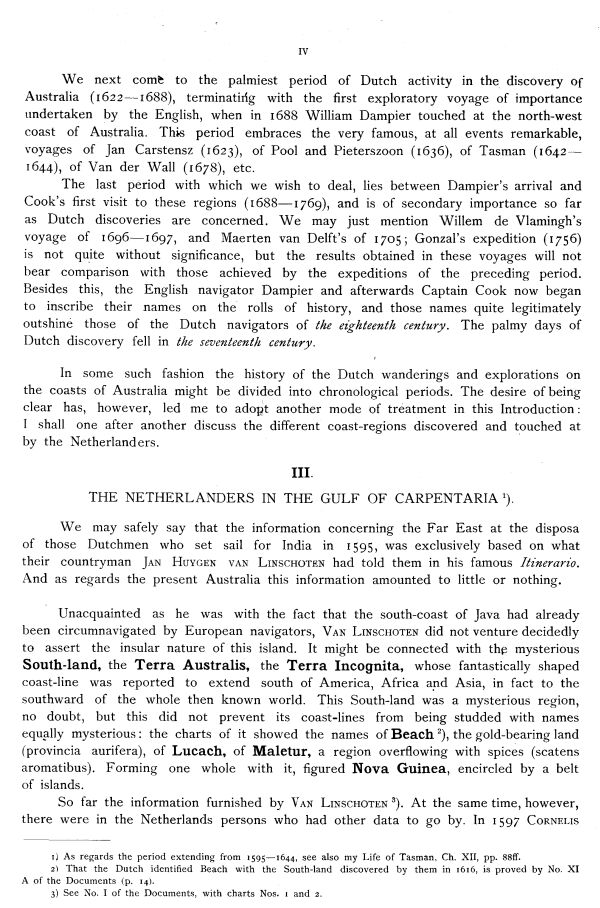 IV
We next come to the palmiest period of Dutch activity in the discovery of
Australia (1622—1688), terminating with the first exploratory voyage of importance
undertaken by the English, when in 1688 William Dampier touched at the north-west
coast of Australia. This period embraces the very famous, at all events remarkable,
voyages of Jan Carstensz (1623), of Pool and Pieterszoon (1636), of Tasman (1642—
1644), of Van der Wall (1678), etc.
The last period with which we wish to deal, lies between Dampier's arrival and
Cook's first visit to these regions (1688—1769), and is of secondary importance so far
as Dutch discoveries are concerned. We may just mention Willem de Vlamingh's
voyage of 1696—1697, and Maerten van Delft's of 1705; Gonzal's expedition (1756)
is not quite without significance, but the results obtained in these voyages will not
bear comparison with those achieved by the expeditions of the preceding period.
Besides this, the English navigator Dampier and afterwards Captain Cook now began
to inscribe their names on the rolls of history, and those names quite legitimately
outshine those of the Dutch navigators of the eighteenth century. The palmy days of
Dutch discovery fell in the seventeenth century.
In some such fashion the history of the Dutch wanderings and explorations on
the coasts of Australia might be divided into chronological periods. The desire of being
clear has, however, led me to adopt another mode of treatment in this Introduction:
I shall one after another discuss the different coast-regions discovered and touched at
by the Netherlanders.
III.
THE NETHERLANDERS IN THE GULF OF CARPENTARIA ¹).
We may safely say that the information concerning the Far East at the disposa
of those Dutchmen who set sail for India in 1595, was exclusively based on what
their countryman JAN HUYGEN VAN LINSCHOTEN had told them in his famous Itinerario.
And as regards the present Australia this information amounted to little or nothing.
Unacquainted as he was with the fact that the south-coast of Java had already
been circumnavigated by European navigators, VAN LINSCHOTEN did not venture decidedly
to assert the insular nature of this island. It might be connected with the mysterious
South-land, the Terra Australis, the Terra Incognita, whose fantastically shaped
coast-line was reported to extend south of America, Africa and Asia, in fact to the
southward of the whole then known world. This South-land was a mysterious region,
no doubt, but this did not prevent its coast-lines from being studded with names
equally mysterious: the charts of it showed the names of Beach ²), the gold-bearing land
(provincia aurifera), of Lucach, of Maletur, a region overflowing with spices (scatens
aromatibus). Forming one whole with it, figured Nova Guinea, encircled by a belt
of islands.
So far the information furnished by VAN LINSCHOTEN ³). At the same time, however,
there were in the Netherlands persons who had other data to go by. In 1597 CORNELIS
1) As regards the period extending from 1595—1644, see also my Life of Tasman, Ch. XII, pp. 88ff.
2) That the Dutch identified Beach with the South-land discovered by them in 1616, is proved by No. XI
A of the Documents (p. 14).
3) See No. I of the Documents, with charts Nos. 1 and 2.